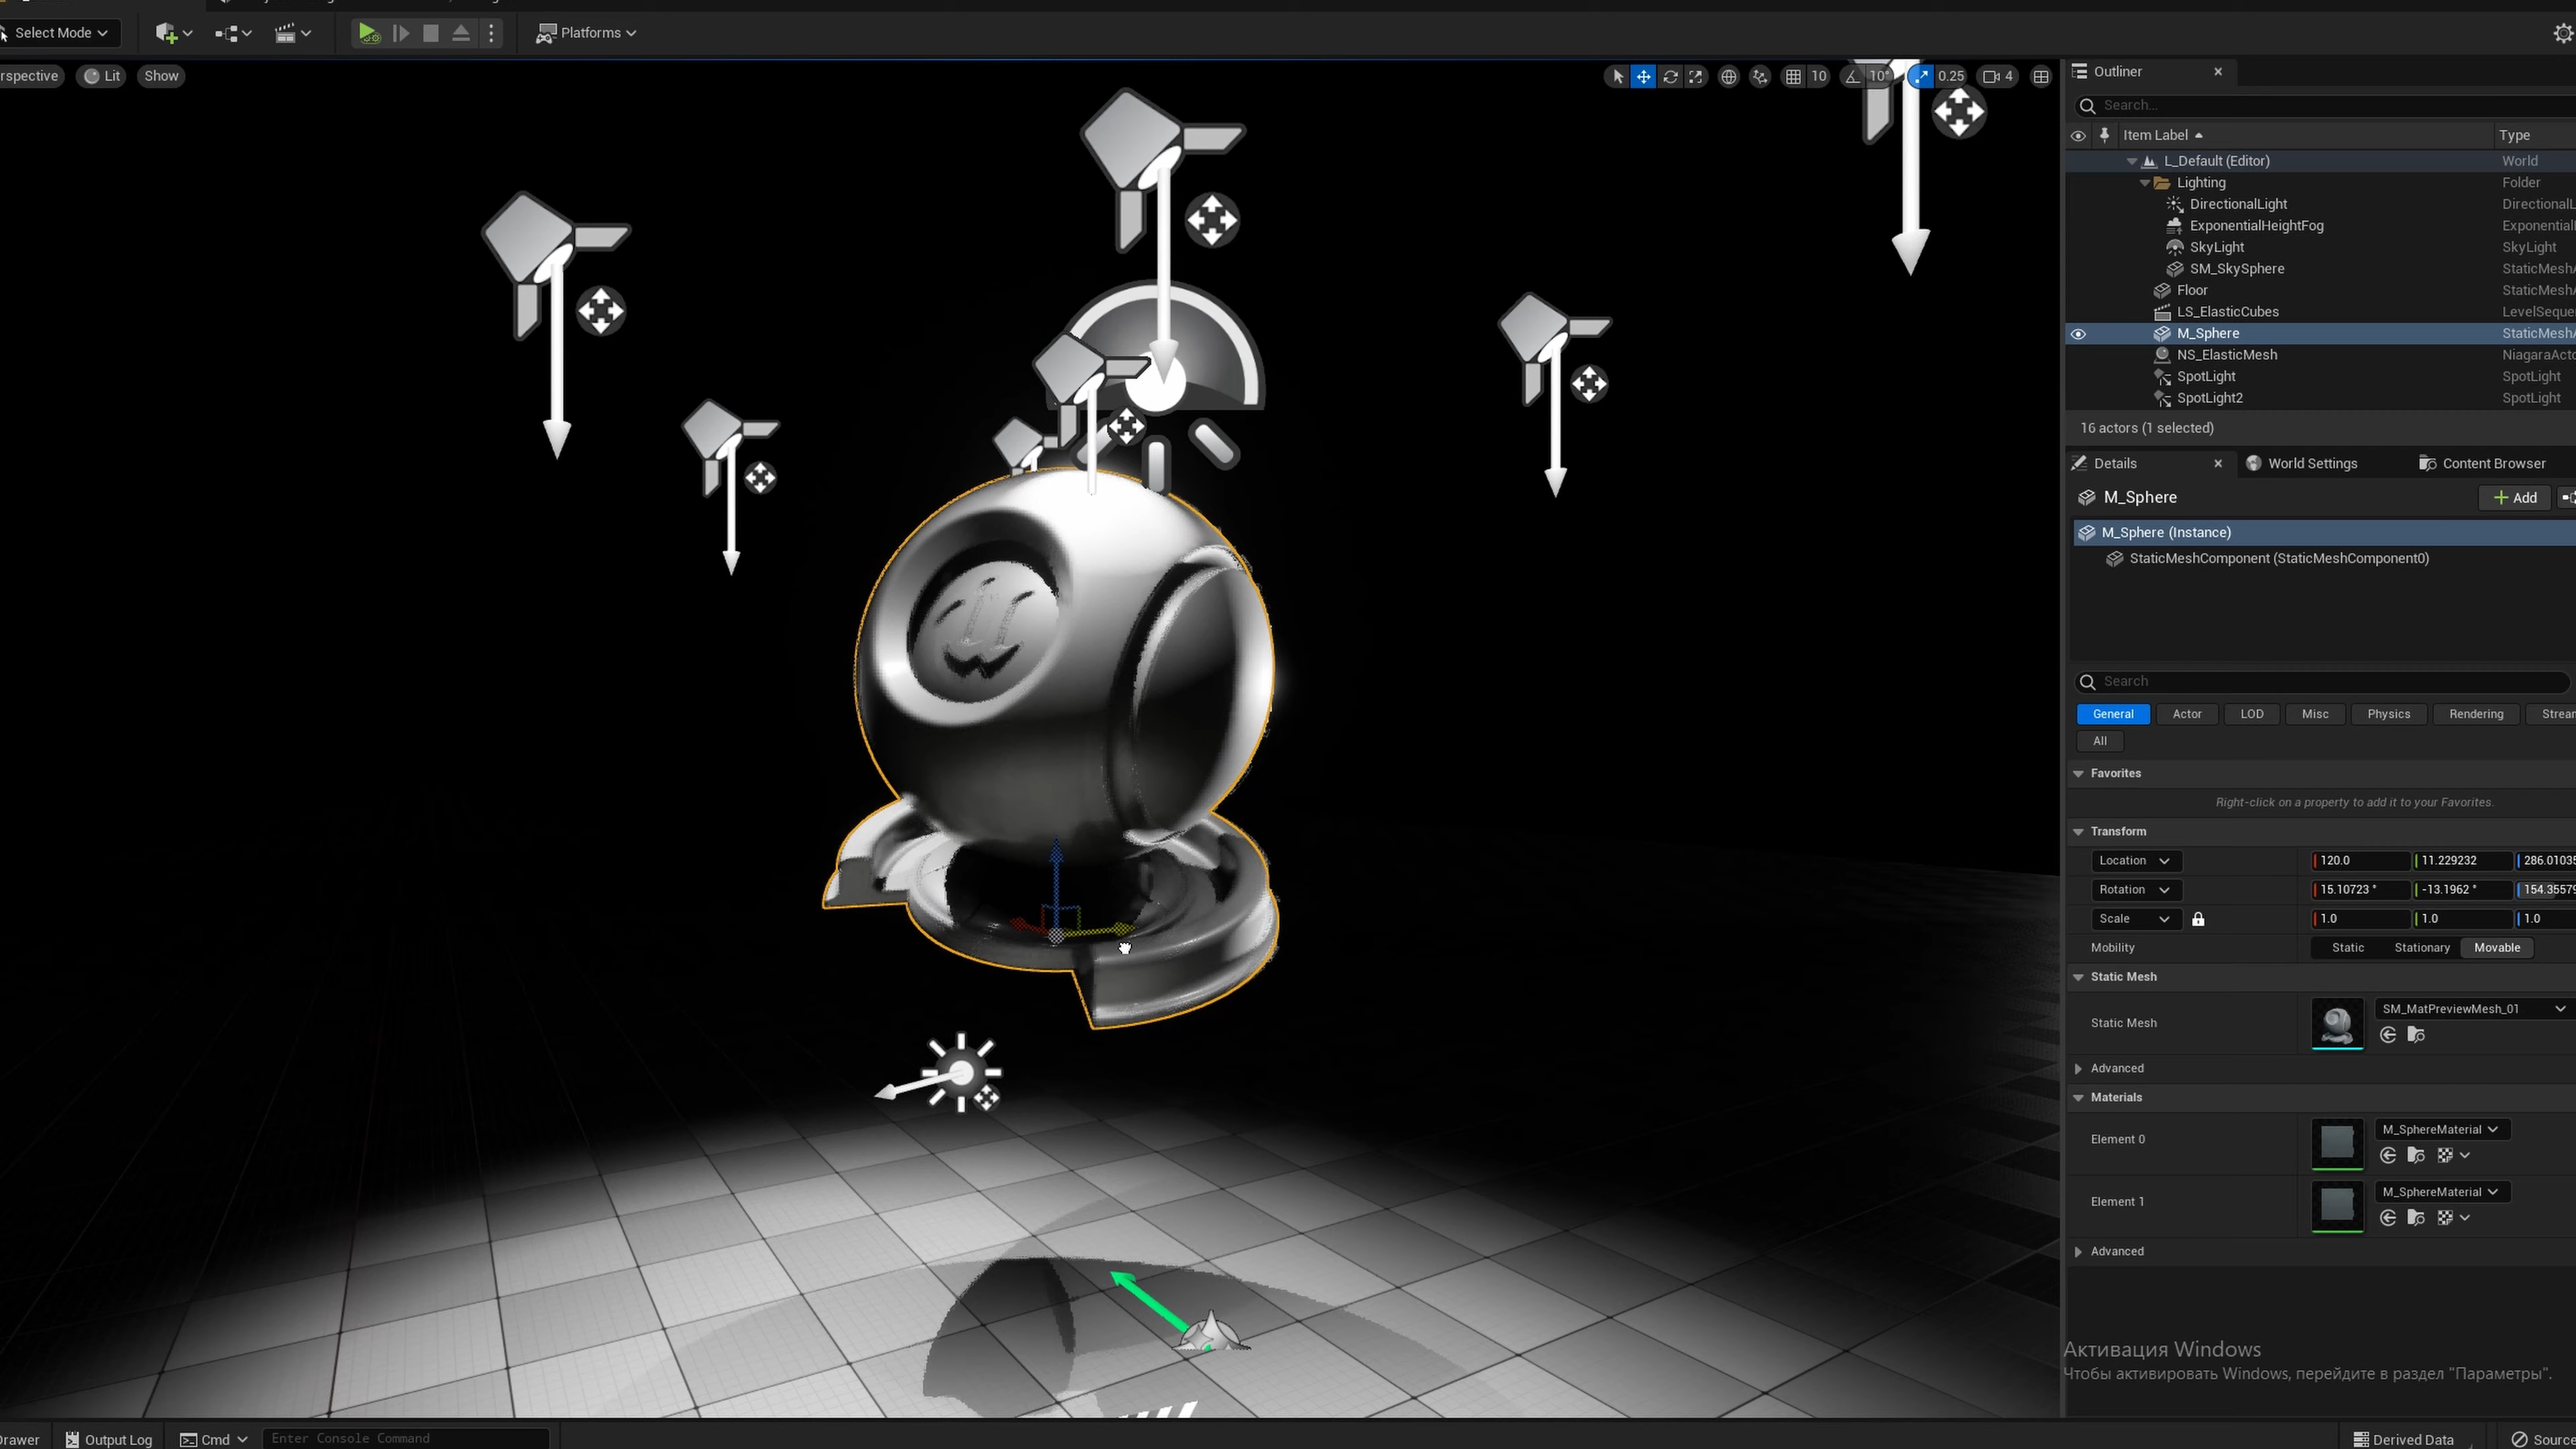 Select Mode
Platforms
rspective Lit Show
10 10° 0.25 4
Outliner
Search...
Item Label Type
L_Default (Editor) World
Lighting Folder
DirectionalLight DirectionalL
ExponentialHeightFog Exponential
SkyLight SkyLight
SM_SkySphere StaticMesh
Floor StaticMesh
LS_ElasticCubes LevelSeque
M_Sphere StaticMesh
NS_ElasticMesh NiagaraActo
SpotLight SpotLight
SpotLight2 SpotLight
16 actors (1 selected)
Details World Settings Content Browser
M_Sphere Add
M_Sphere (Instance)
StaticMeshComponent (StaticMeshComponent0)
Search
General Actor LOD Misc Physics Rendering Strea
All
Favorites
Right-click on a property to add it to your Favorites.
Transform
Location 120.0 11.229232 286.01035
Rotation 15.10723 ° -13.1962 ° 154.35579
Scale 1.0 1.0 1.0
Mobility Static Stationary Movable
Static Mesh
Static Mesh SM_MatPreviewMesh_01
Advanced
Materials
Element 0 M_SphereMaterial
Element 1 M_SphereMaterial
Advanced
Активация Windows
Чтобы активировать Windows, перейдите в раздел "Параметры".
Drawer Output Log Cmd Enter Console Command Derived Data Source